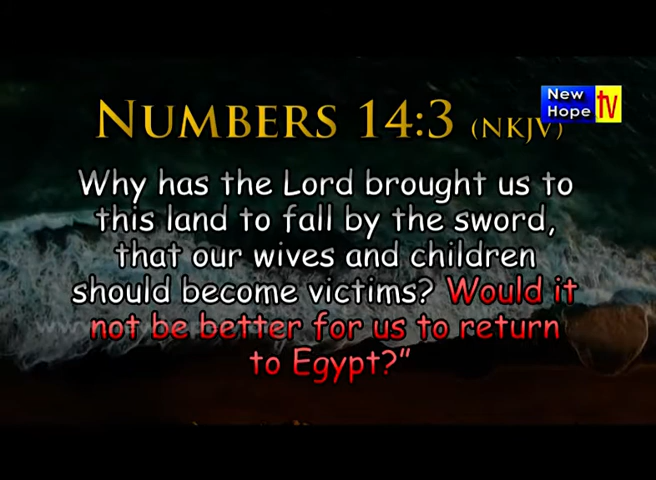 Numbers 14:3 (NKJV)
New
Hope
TV
Why has the Lord brought us to
this land to fall by the sword,
that our wives and children
should become victims? Would it
not be better for us to return
to Egypt?”